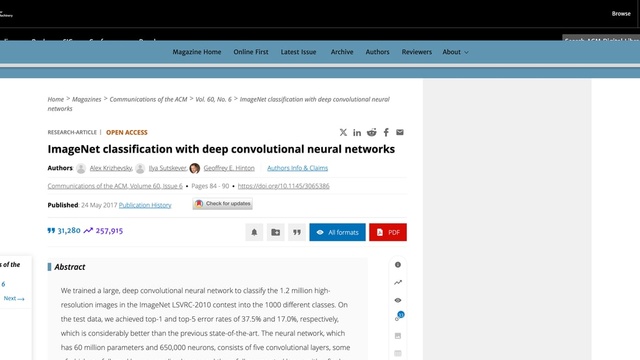 Machinery
Browse
Search ACM Digital Libr
Magazine Home Online First Latest Issue Archive Authors Reviewers About
Home > Magazines > Communications of the ACM > Vol. 60, No. 6 > ImageNet classification with deep convolutional neural
networks
RESEARCH-ARTICLE | OPEN ACCESS
ImageNet classification with deep convolutional neural networks
Authors: Alex Krizhevsky, Ilya Sutskever, Geoffrey E. Hinton Authors Info & Claims
Communications of the ACM, Volume 60, Issue 6 • Pages 84 - 90 • https://doi.org/10.1145/3065386
Published: 24 May 2017 Publication History Check for updates
31,280 257,915
All formats PDF
s of the
6
Next →
Abstract
We trained a large, deep convolutional neural network to classify the 1.2 million high-
resolution images in the ImageNet LSVRC-2010 contest into the 1000 different classes. On
the test data, we achieved top-1 and top-5 error rates of 37.5% and 17.0%, respectively,
which is considerably better than the previous state-of-the-art. The neural network, which
has 60 million parameters and 650,000 neurons, consists of five convolutional layers, some